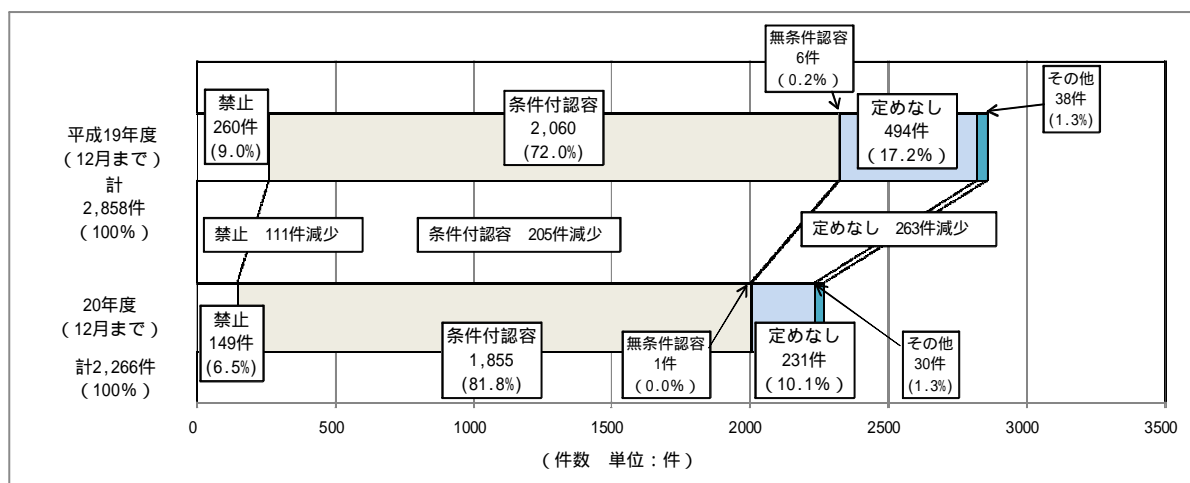 無条件認容
6件
（0.2%）
その他
38件
(1.3%)
禁止
260件
(9.0%)
条件付認容
2,060
(72.0%)
定めなし
494件
（17.2%）
平成19年度
（12月まで）
計
2,858件
（100%）
禁止　111件減少
条件付認容　205件減少
定めなし　263件減少
20年度
（12月まで）
計2,266件
（100%）
禁止
149件
(6.5%)
条件付認容
1,855
(81.8%)
無条件認容
1件
（0.0%）
定めなし
231件
（10.1%）
その他
30件
(1.3%)
0 500 1000 1500 2000 2500 3000 3500
（件数　単位：件）